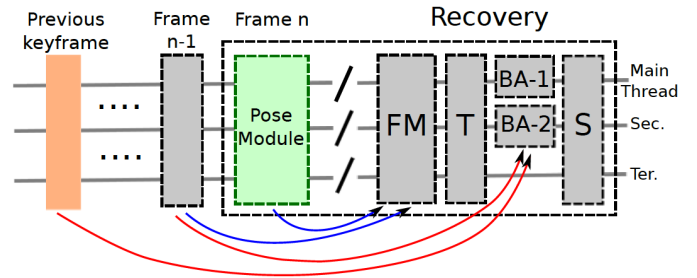 Previous
keyframe
Frame
n-1
Frame n
Recovery
....
....
Pose
Module
FM
T
BA-1
BA-2
S
Main
Thread
Sec.
Ter.